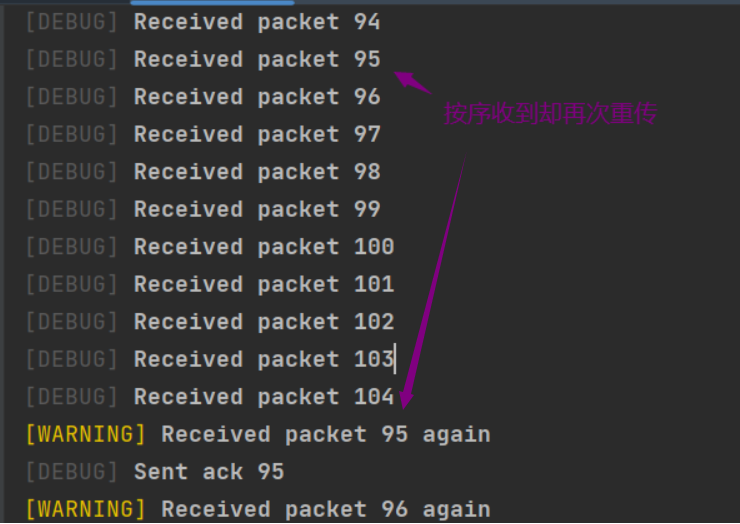 [DEBUG] Received packet 94
[DEBUG] Received packet 95
[DEBUG] Received packet 96
按序收到却再次重传
[DEBUG] Received packet 97
[DEBUG] Received packet 98
[DEBUG] Received packet 99
[DEBUG] Received packet 100
[DEBUG] Received packet 101
[DEBUG] Received packet 102
[DEBUG] Received packet 103
[DEBUG] Received packet 104
[WARNING] Received packet 95 again
[DEBUG] Sent ack 95
[WARNING] Received packet 96 again